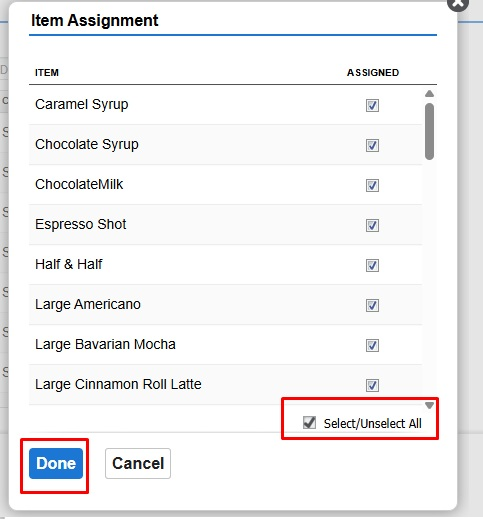 Item Assignment
ITEM ASSIGNED
Caramel Syrup
Chocolate Syrup
ChocolateMilk
Espresso Shot
Half & Half
Large Americano
Large Bavarian Mocha
Large Cinnamon Roll Latte
Select/Unselect All
Done Cancel